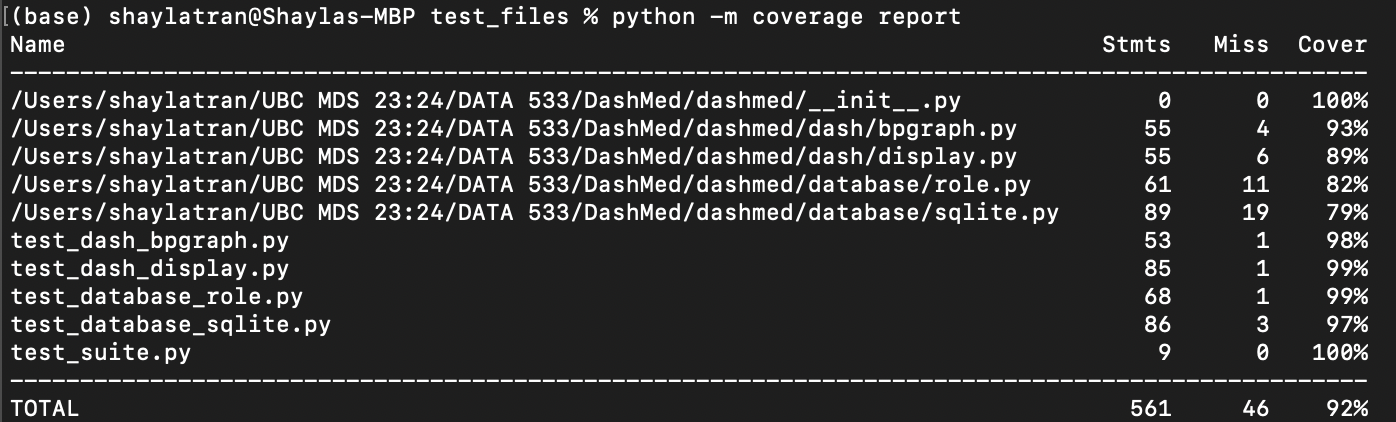 [(base) shaylatran@Shaylas-MBP test_files % python -m coverage report
Name Stmts Miss Cover
/Users/shaylatran/UBC MDS 23:24/DATA 533/DashMed/dashmed/__init__.py 0 0 100%
/Users/shaylatran/UBC MDS 23:24/DATA 533/DashMed/dashmed/dash/bpgraph.py 55 4 93%
/Users/shaylatran/UBC MDS 23:24/DATA 533/DashMed/dashmed/dash/display.py 55 6 89%
/Users/shaylatran/UBC MDS 23:24/DATA 533/DashMed/dashmed/database/role.py 61 11 82%
/Users/shaylatran/UBC MDS 23:24/DATA 533/DashMed/dashmed/database/sqlite.py 89 19 79%
test_dash_bpgraph.py 53 1 98%
test_dash_display.py 85 1 99%
test_database_role.py 68 1 99%
test_database_sqlite.py 86 3 97%
test_suite.py 9 0 100%
TOTAL 561 46 92%